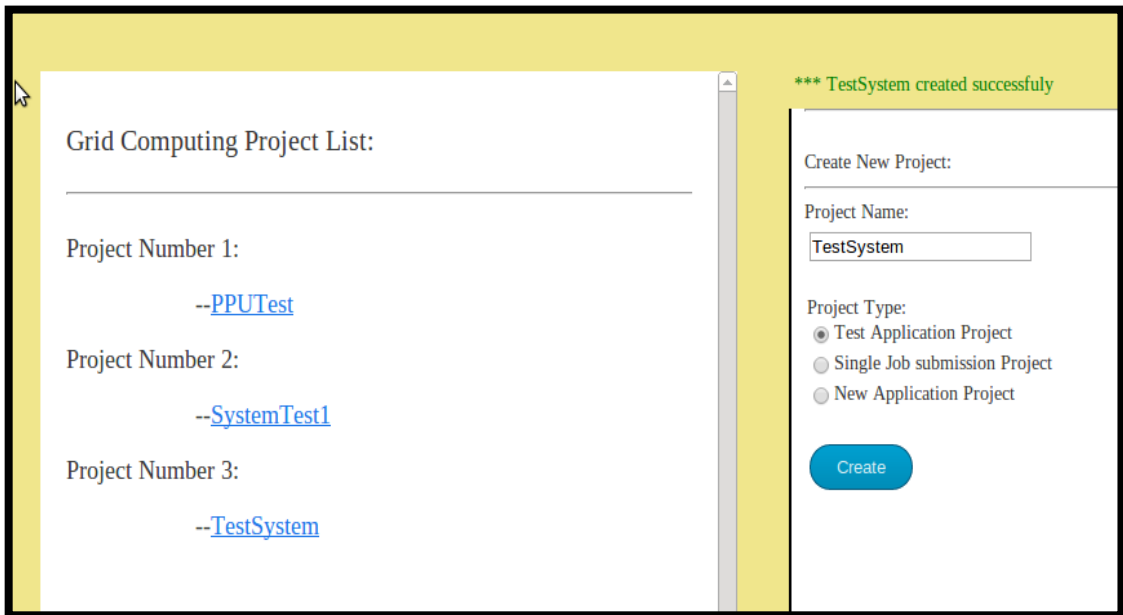 Grid Computing Project List:
Project Number 1:
--PPUTest
Project Number 2:
--SystemTest1
Project Number 3:
--TestSystem
*** TestSystem created successfuly
Create New Project:
Project Name:
TestSystem
Project Type:
Test Application Project
Single Job submission Project
New Application Project
Create